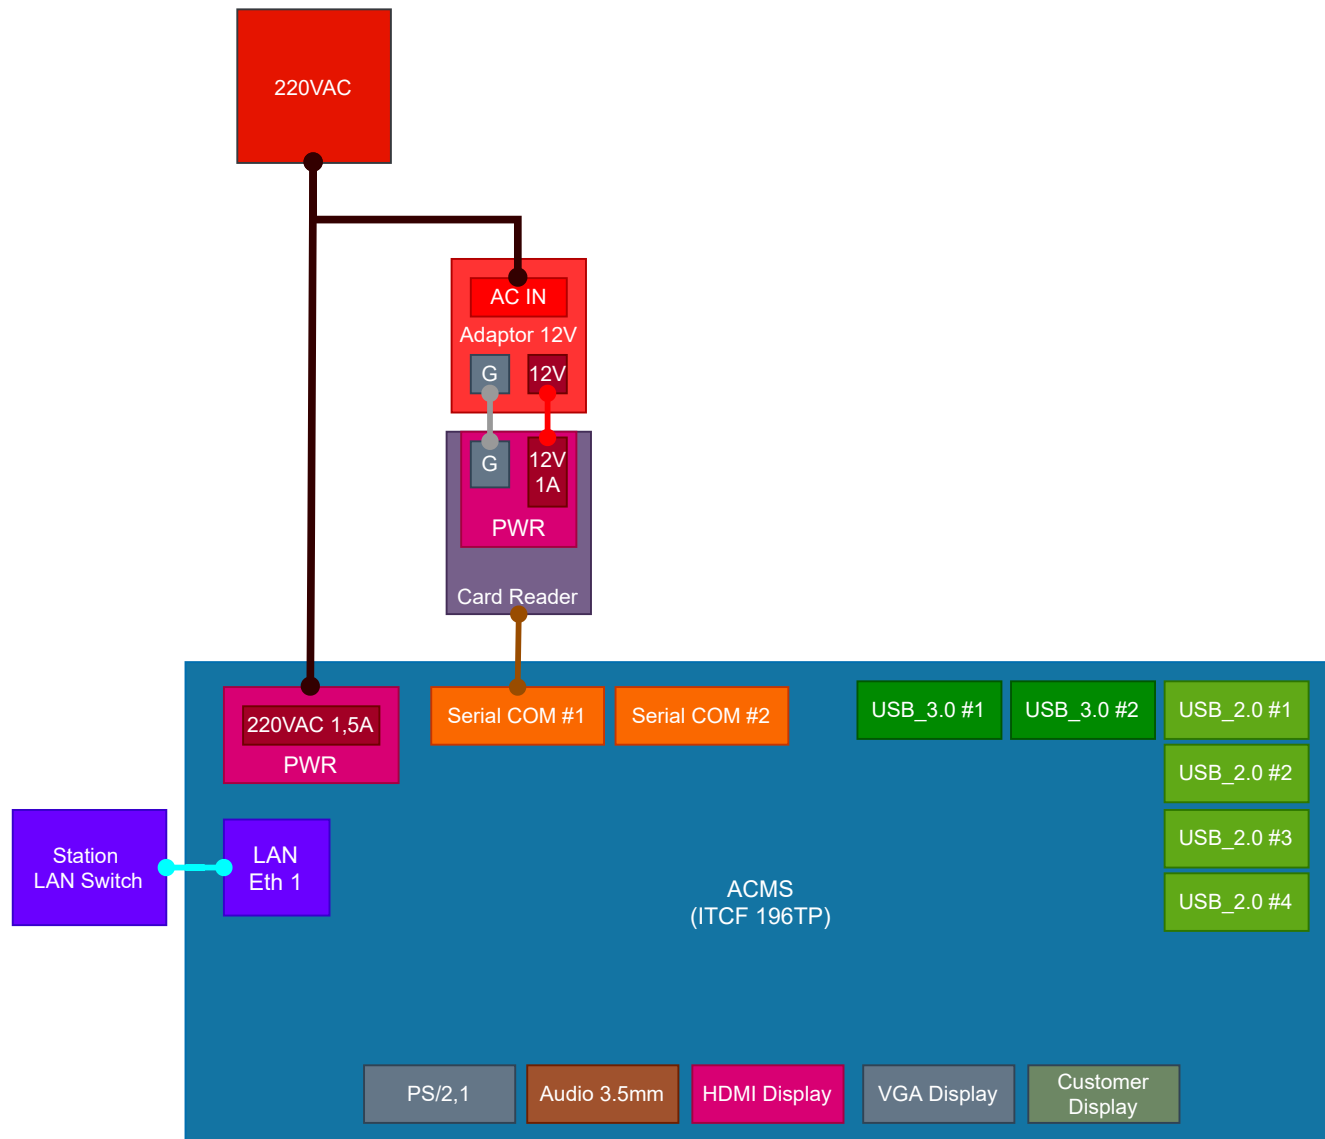 220VAC
AC IN
Adaptor 12V
G
12V
G
12V
1A
PWR
Card Reader
220VAC 1,5A
PWR
Serial COM #1
Serial COM #2
USB_3.0 #1
USB_3.0 #2
USB_2.0 #1
USB_2.0 #2
USB_2.0 #3
USB_2.0 #4
Station
LAN Switch
LAN
Eth 1
ACMS
(ITCF 196TP)
PS/2,1
Audio 3.5mm
HDMI Display
VGA Display
Customer
Display